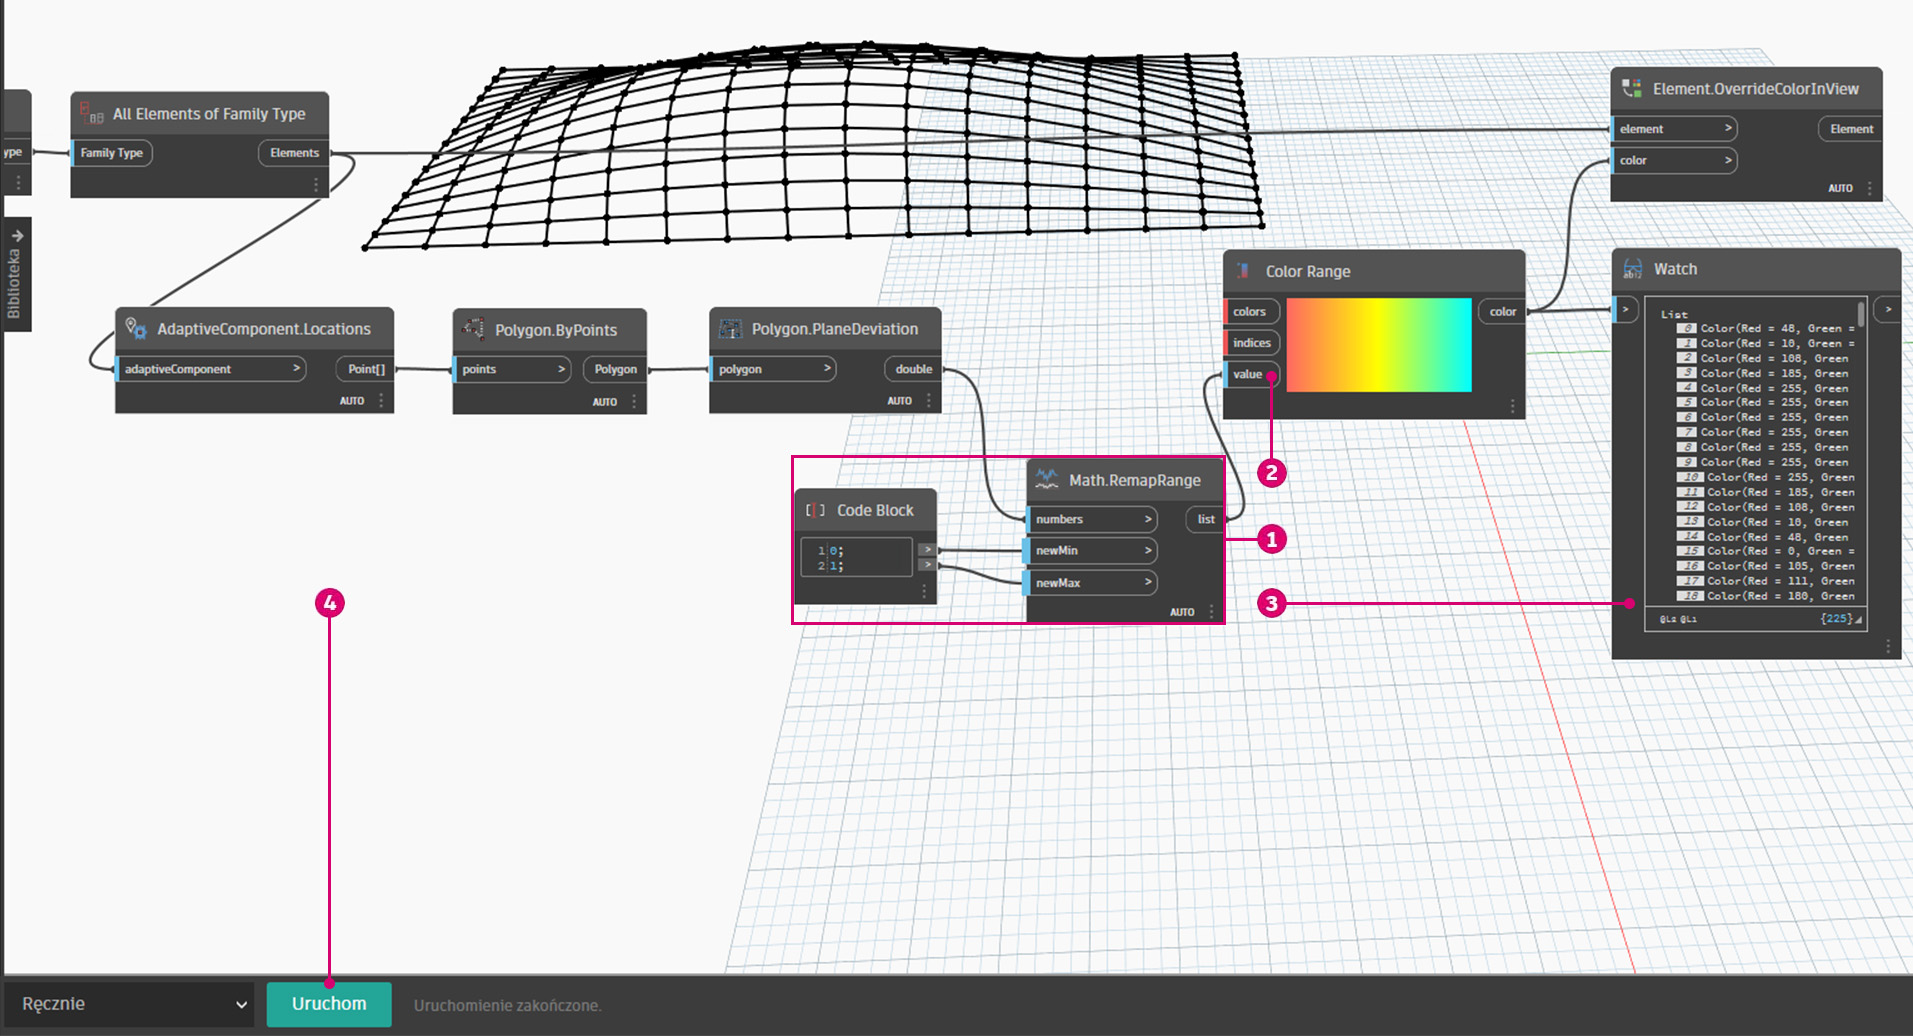 ype
Biblioteka
All Elements of Family Type
Family Type
Elements
Element.OverrideColorInView
element >
Element
color >
AUTO
AdaptiveComponent.Locations
adaptiveComponent >
Point[]
AUTO
Polygon.ByPoints
points >
Polygon
AUTO
Polygon.PlaneDeviation
polygon >
double
AUTO
Color Range
colors
indices
value
color
Watch
>
>
List
0 Color(Red = 48, Green =
1 Color(Red = 10, Green =
2 Color(Red = 108, Green
3 Color(Red = 185, Green
4 Color(Red = 255, Green
5 Color(Red = 255, Green
6 Color(Red = 255, Green
7 Color(Red = 255, Green
8 Color(Red = 255, Green
9 Color(Red = 255, Green
10 Color(Red = 255, Green
11 Color(Red = 185, Green
12 Color(Red = 108, Green
13 Color(Red = 10, Green
14 Color(Red = 48, Green
15 Color(Red = 0, Green =
16 Color(Red = 105, Green
17 Color(Red = 111, Green
18 Color(Red = 180, Green
@L2 @L1 {225}
Code Block
1 0; >
2 1; >
Math.RemapRange
numbers >
list
newMin >
newMax >
AUTO
2
1
3
4
Ręcznie
Uruchom
Uruchomienie zakończone.